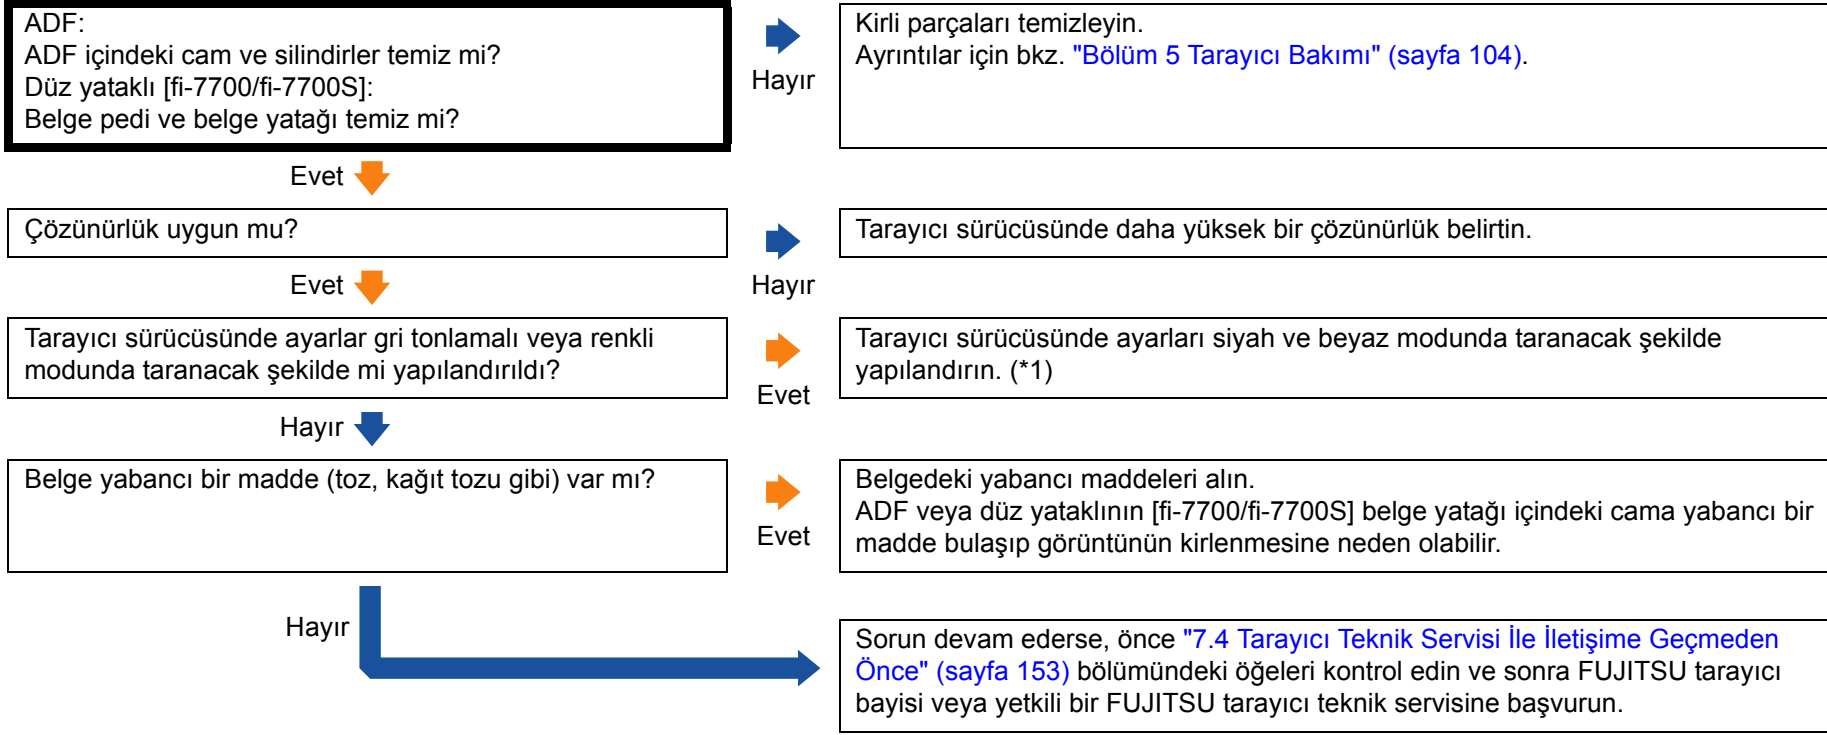 ADF:
ADF içindeki cam ve silindirler temiz mi?
Düz yataklı [fi-7700/fi-7700S]:
Belge pedi ve belge yatağı temiz mi?
Hayır
Kirli parçaları temizleyin.
Ayrıntılar için bkz. "Bölüm 5 Tarayıcı Bakımı" (sayfa 104).
Evet
Çözünürlük uygun mu?
Hayır
Tarayıcı sürücüsünde daha yüksek bir çözünürlük belirtin.
Evet
Tarayıcı sürücüsünde ayarlar gri tonlamalı veya renkli
modunda taranacak şekilde mi yapılandırıldı?
Evet
Tarayıcı sürücüsünde ayarları siyah ve beyaz modunda taranacak şekilde
yapılandırın. (*1)
Hayır
Belge yabancı bir madde (toz, kağıt tozu gibi) var mı?
Evet
Belgedeki yabancı maddeleri alın.
ADF veya düz yataklının [fi-7700/fi-7700S] belge yatağı içindeki cama yabancı bir
madde bulaşıp görüntünün kirlenmesine neden olabilir.
Hayır
Sorun devam ederse, önce "7.4 Tarayıcı Teknik Servisi İle İletişime Geçmeden
Önce" (sayfa 153) bölümündeki öğeleri kontrol edin ve sonra FUJITSU tarayıcı
bayisi veya yetkili bir FUJITSU tarayıcı teknik servisine başvurun.